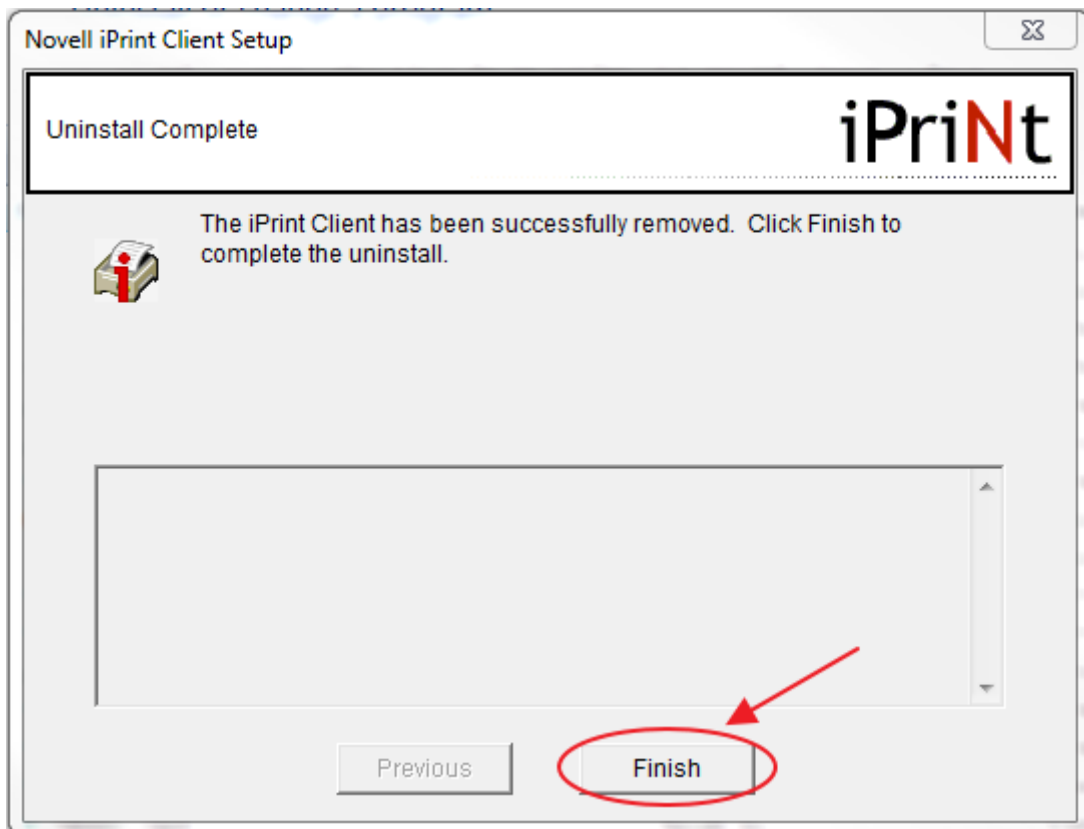 Novell iPrint Client Setup
Uninstall Complete
iPriNt
The iPrint Client has been successfully removed.  Click Finish to
complete the uninstall.
Previous
Finish